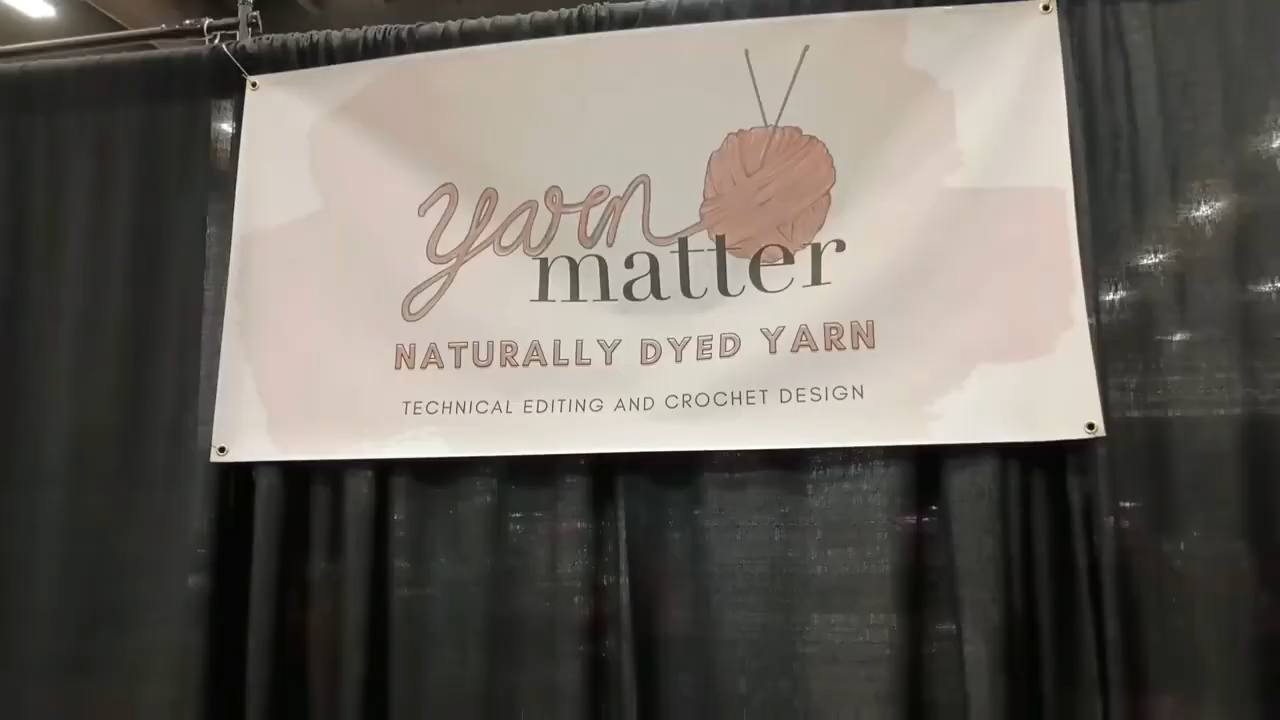 yarn
matter
NATURALLY DYED YARN
TECHNICAL EDITING AND CROCHET DESIGN